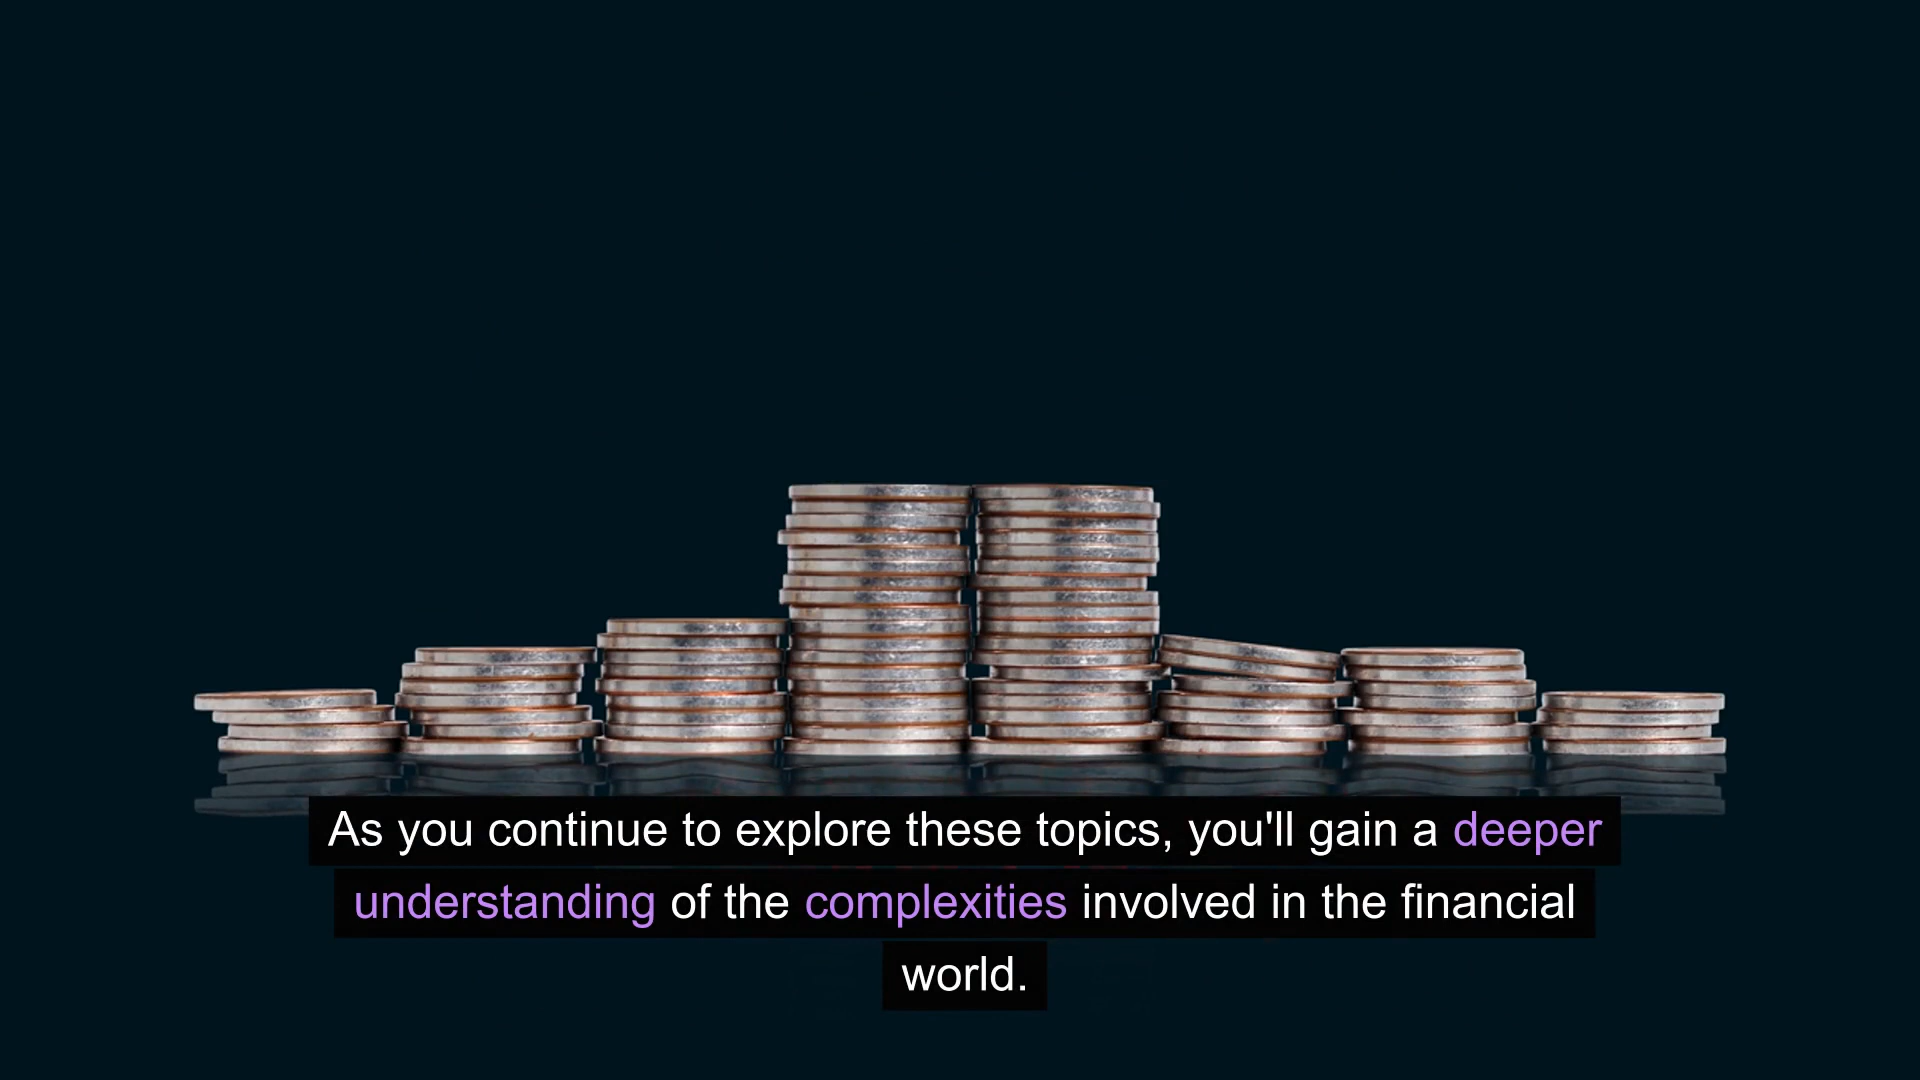 As you continue to explore these topics, you'll gain a deeper
understanding of the complexities involved in the financial
world.